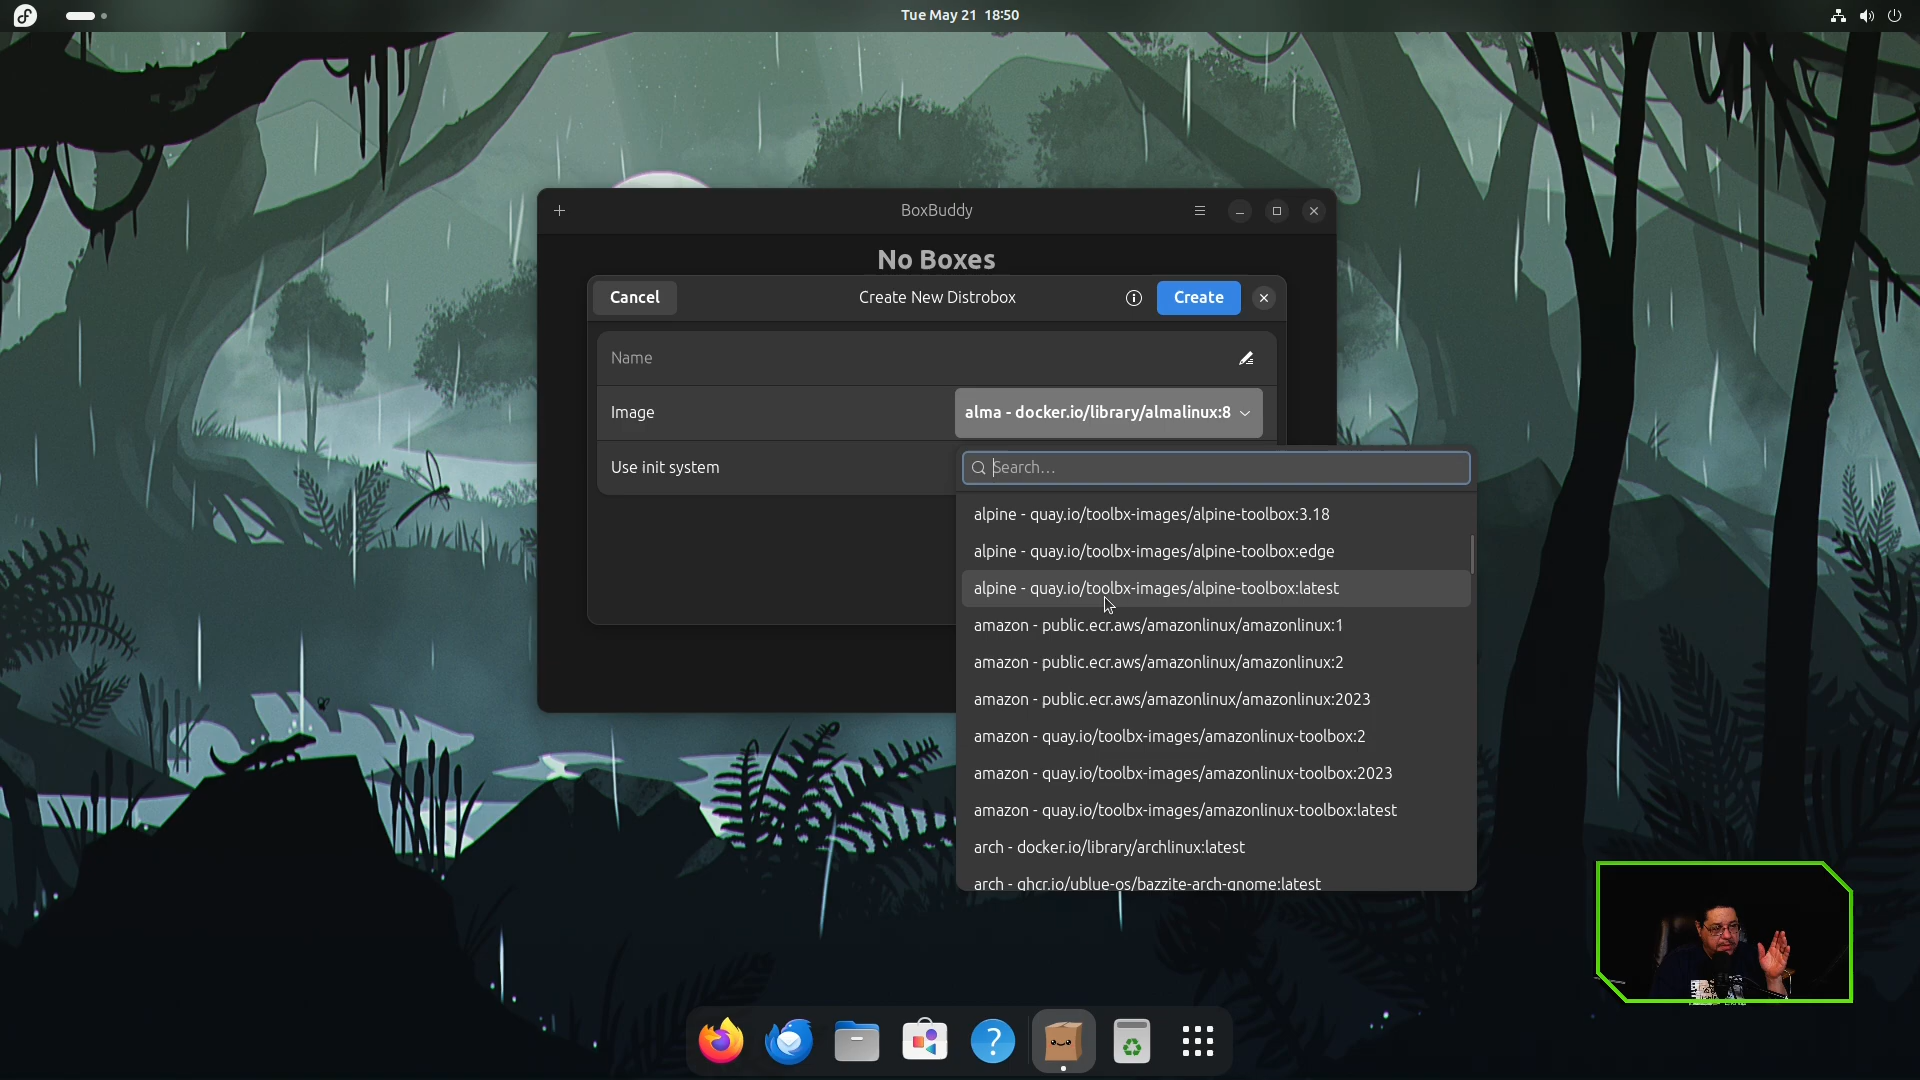 Tue May 21 18:50
BoxBuddy
No Boxes
Cancel
Create New Distrobox
Create
Name
Image
alma - docker.io/library/almalinux:8
Use init system
Search...
alpine - quay.io/toolbx-images/alpine-toolbox:3.18
alpine - quay.io/toolbx-images/alpine-toolbox:edge
alpine - quay.io/toolbx-images/alpine-toolbox:latest
amazon - public.ecr.aws/amazonlinux/amazonlinux:1
amazon - public.ecr.aws/amazonlinux/amazonlinux:2
amazon - public.ecr.aws/amazonlinux/amazonlinux:2023
amazon - quay.io/toolbx-images/amazonlinux-toolbox:2
amazon - quay.io/toolbx-images/amazonlinux-toolbox:2023
amazon - quay.io/toolbx-images/amazonlinux-toolbox:latest
arch - docker.io/library/archlinux:latest
arch - ghcr.io/ublue-os/bazzite-arch-gnome:latest